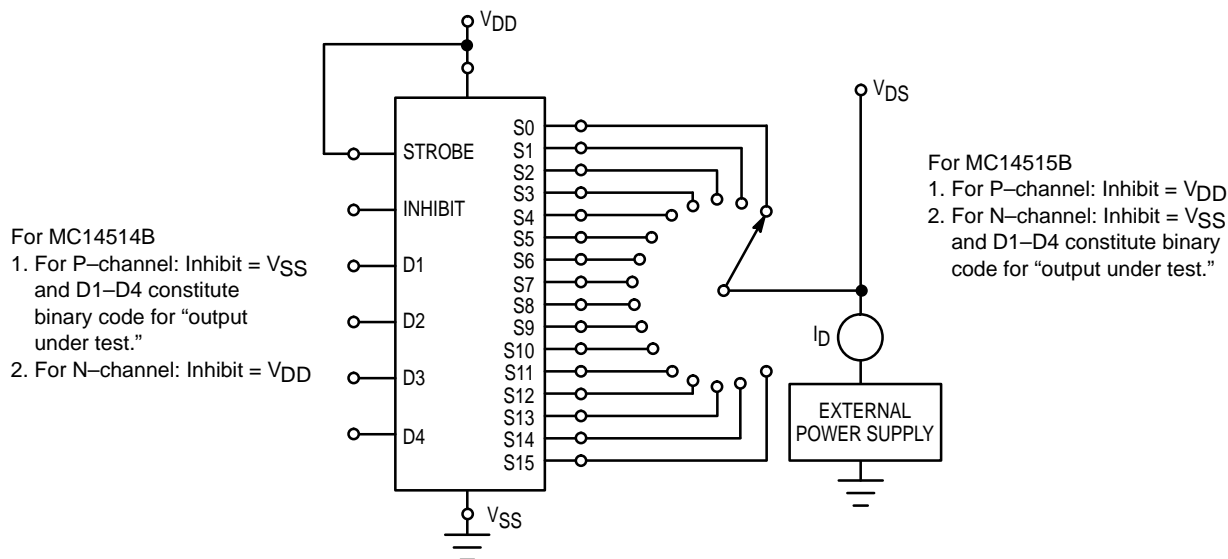 VDD
VDS
STROBE
INHIBIT
D1
D2
D3
D4
S0
S1
S2
S3
S4
S5
S6
S7
S8
S9
S10
S11
S12
S13
S14
S15
VSS
For MC14514B
1. For P–channel: Inhibit = VSS
and D1–D4 constitute
binary code for “output
under test.”
2. For N–channel: Inhibit = VDD
For MC14515B
1. For P–channel: Inhibit = VDD
2. For N–channel: Inhibit = VSS
and D1–D4 constitute binary
code for “output under test.”
ID
EXTERNAL
POWER SUPPLY